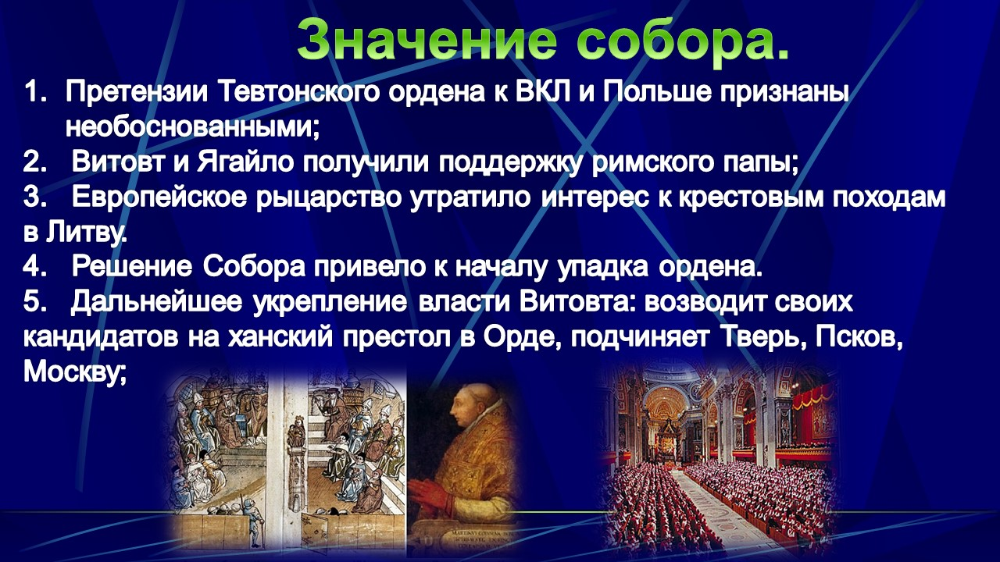 Значение собора.
1. Претензии Тевтонского ордена к ВКЛ и Польше признаны
необоснованными;
2. Витовт и Ягайло получили поддержку римского папы;
3. Европейское рыцарство утратило интерес к крестовым походам
в Литву.
4. Решение Собора привело к началу упадка ордена.
5. Дальнейшее укрепление власти Витовта: возводит своих
кандидатов на ханский престол в Орде, подчиняет Тверь, Псков,
Москву;